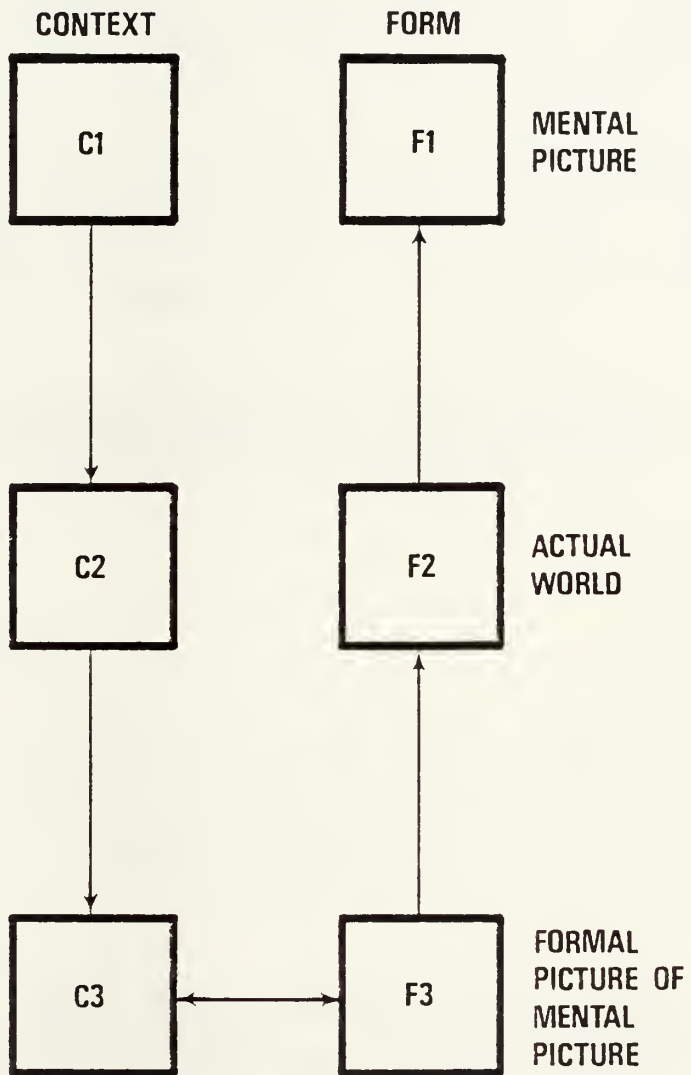 CONTEXT FORM
C1 F1 MENTAL
PICTURE
C2 F2 ACTUAL
WORLD
C3 F3 FORMAL
PICTURE OF
MENTAL
PICTURE